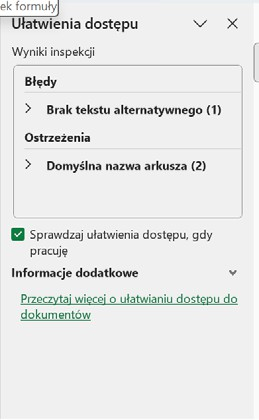 ek formuły
Ułatwienia dostępu
Wyniki inspekcji
Błędy
Brak tekstu alternatywnego (1)
Ostrzeżenia
Domyślna nazwa arkusza (2)
Sprawdzaj ułatwienia dostępu, gdy
pracuję
Informacje dodatkowe
Przeczytaj więcej o ułatwianiu dostępu do
dokumentów